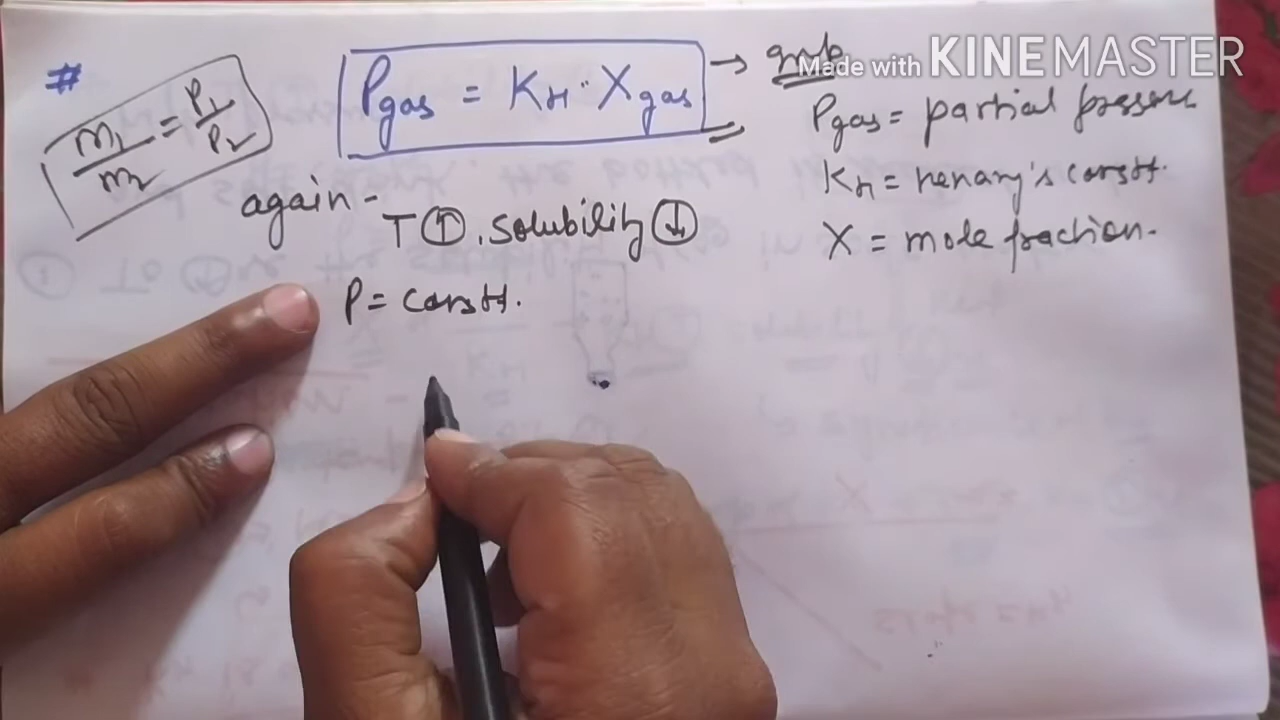 #
m₁/m₂ = P₁/P₂
Pgas = KH · Xgas → imp
Made with KINEMASTER
Pgas = partial pressure
KH = Henary's constt.
X = mole fraction.
again -
T ↑ . solubility ↓
P = constt.